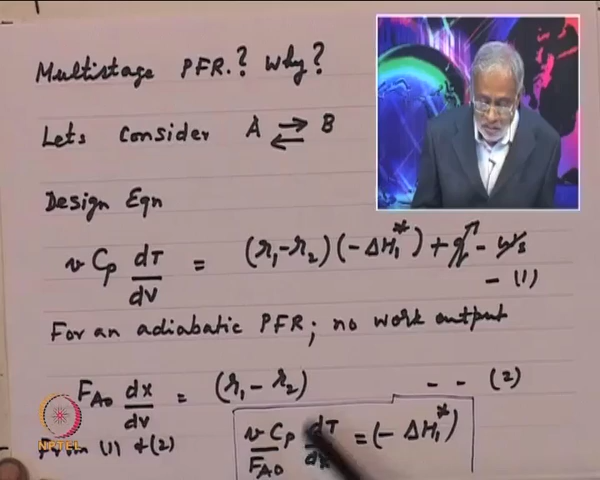 Multistage PFR.? Why?
Lets Consider A ⇌ B
Design Eqn
v Cp dT/dV = (r1 - r2) (-ΔH1*) + q - Ws - (1)
For an adiabatic PFR; no work output
FA0 dx/dV = (r1 - r2) - - (2)
From (1) & (2) v Cp/FA0 dT/dx = (-ΔH1*)
NPTEL